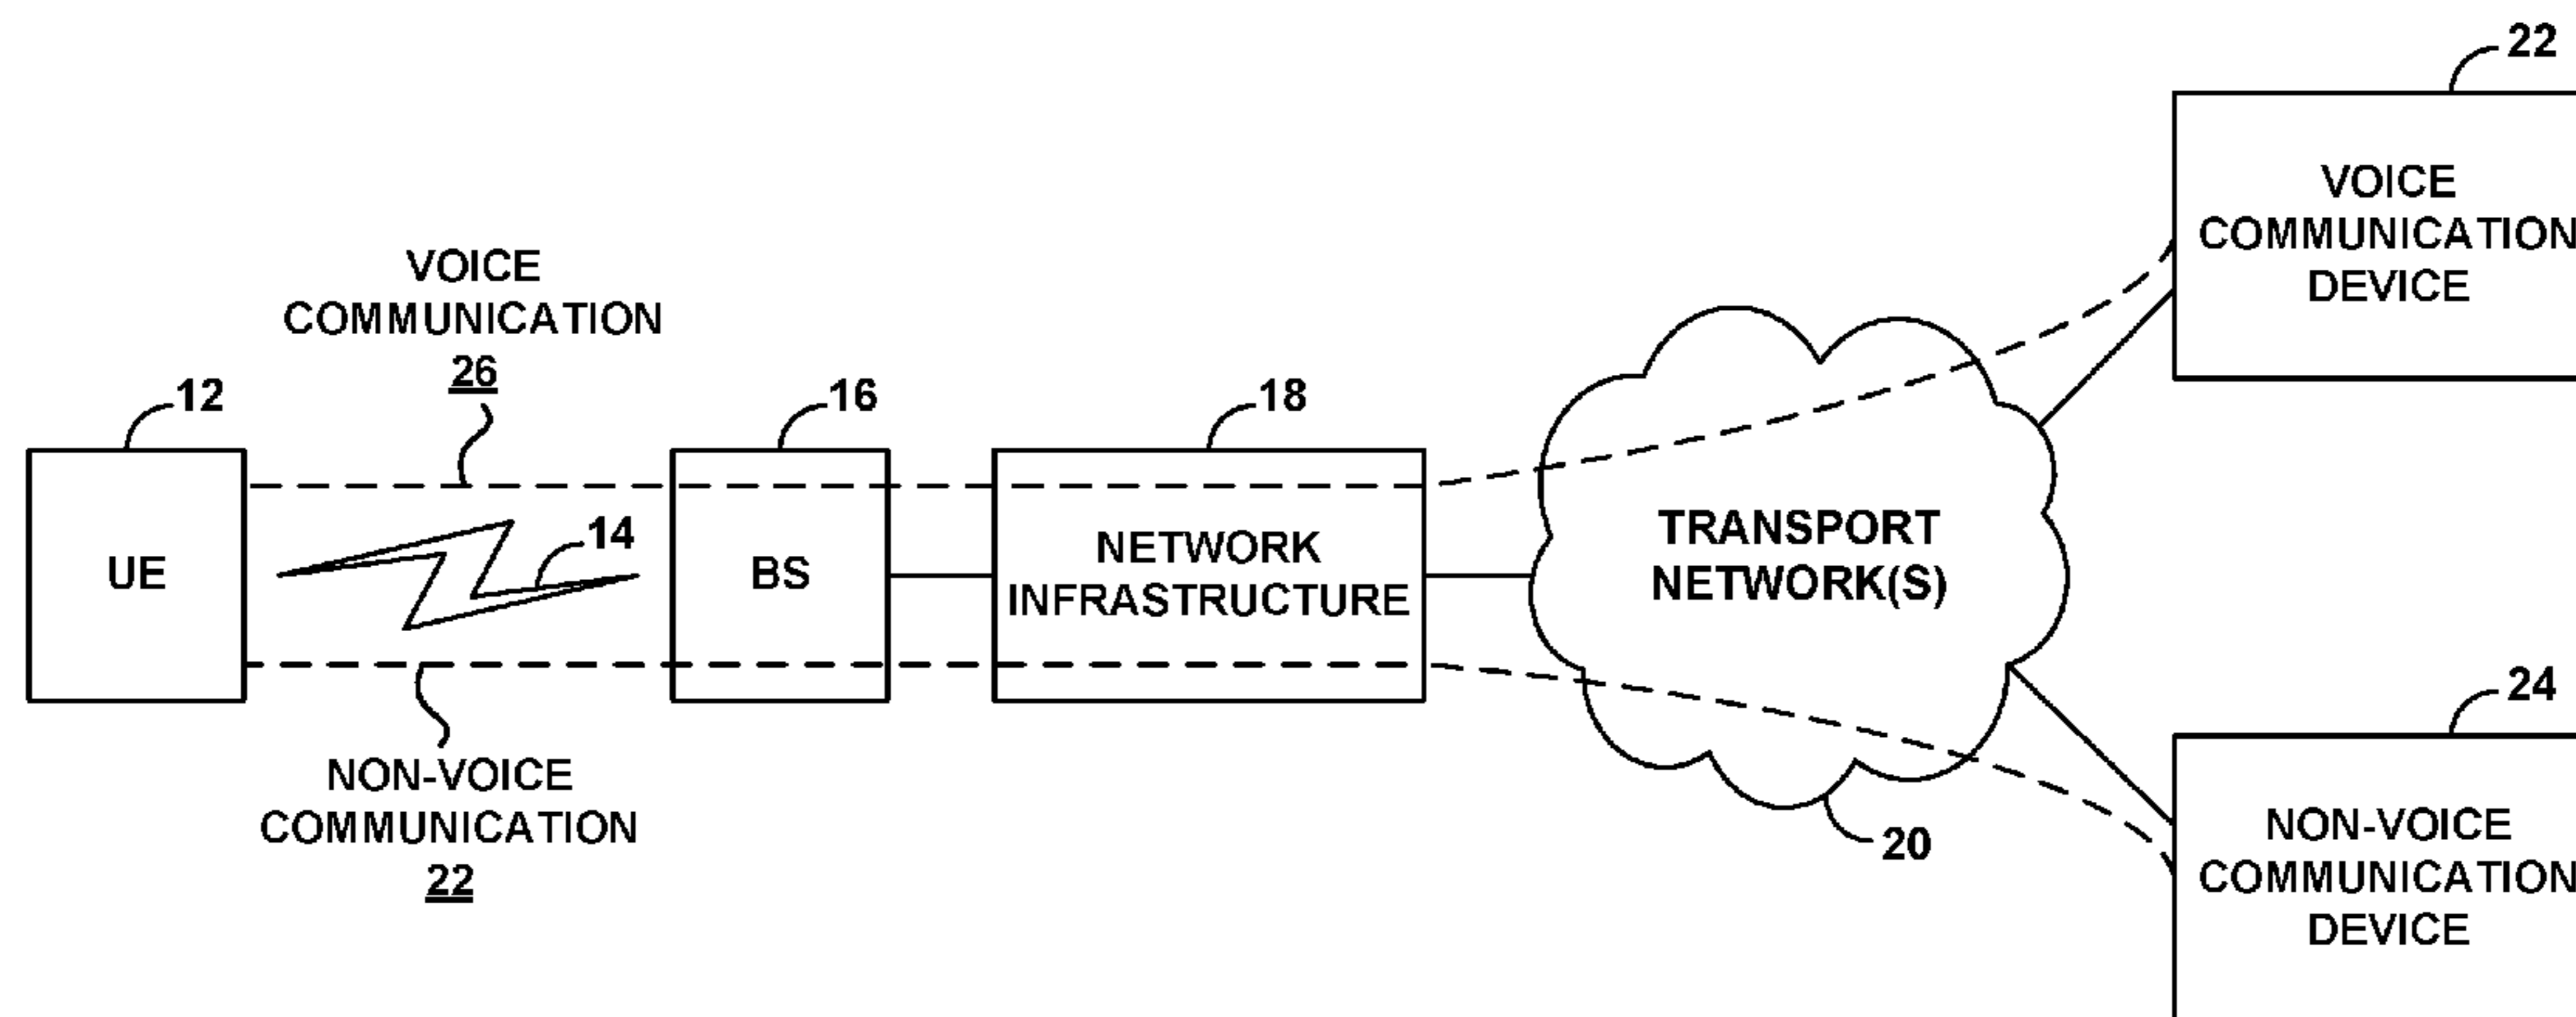 22
VOICE
COMMUNICATION
DEVICE
VOICE
COMMUNICATION
26
12
16
18
14
UE
BS
NETWORK
INFRASTRUCTURE
TRANSPORT
NETWORK(S)
NON-VOICE
COMMUNICATION
22
20
24
NON-VOICE
COMMUNICATION
DEVICE